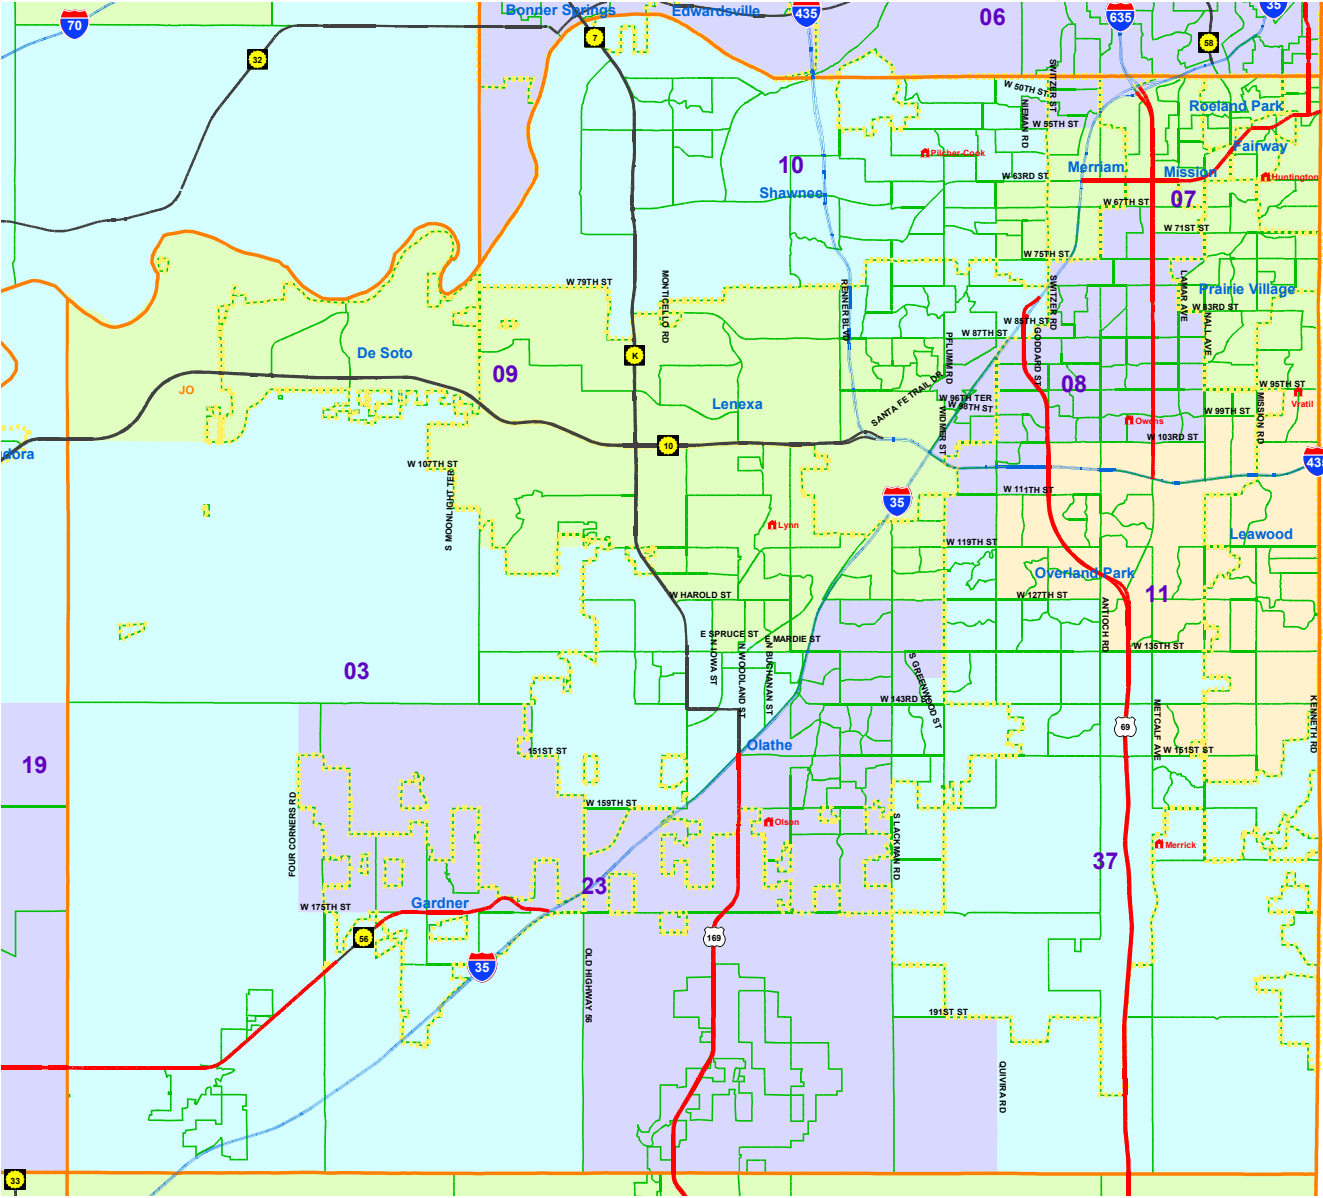 Bonner Springs
Edwardsville
435
06
635
35
70
7
58
32
W 50TH ST
SWITZER ST
NIEMAN RD
Roeland Park
W 55TH ST
Fairway
Pilcher-Cook
10
Merriam
Mission
Huntington
W 63RD ST
Shawnee
W 67TH ST
07
W 71ST ST
W 75TH ST
W 79TH ST
MONTICELLO RD
RENNER BLVD
SWITZER RD
LAMAR AVE
Prairie Village
W 83RD ST
NALL AVE
W 85TH ST
W 87TH ST
GODDARD ST
PFLUMM RD
De Soto
K
09
JO
08
SANTA FE TRAIL DR
W 95TH ST
W 96TH TER
W 98TH ST
WIDMER ST
Lenexa
W 99TH ST
MISSION RD
Vratil
Owens
W 103RD ST
10
dora
W 107TH ST
S MOONLIGHT TER
435
W 111TH ST
35
Lynn
Leawood
W 119TH ST
Overland Park
W HAROLD ST
W 127TH ST
11
ANTIOCH RD
E SPRUCE ST
N MARDIE ST
N IOWA ST
N WOODLAND ST
N BUCHANAN ST
W 135TH ST
S GREENWOOD ST
03
W 143RD
METCALF AVE
KENNETH RD
69
151ST ST
Olathe
W 151ST ST
19
FOUR CORNERS RD
W 159TH ST
Olson
S LACKMAN RD
Merrick
37
23
W 175TH ST
Gardner
56
169
35
OLD HIGHWAY 56
191ST ST
QUIVIRA RD
33